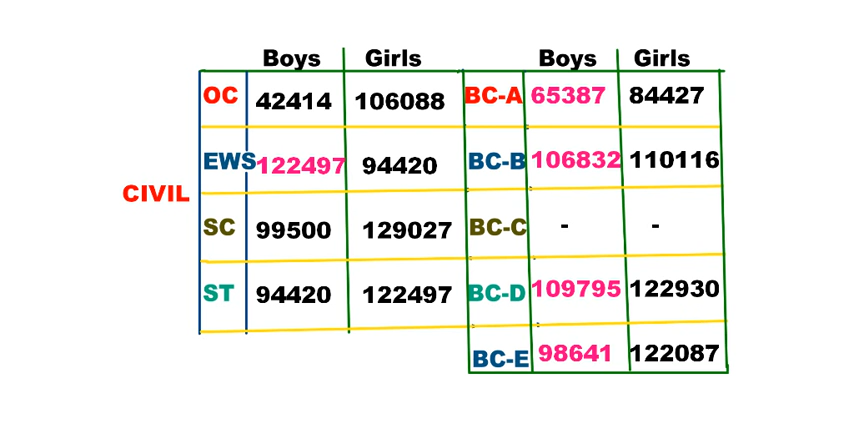 Boys Girls Boys Girls
OC 42414 106088 BC-A 65387 84427
EWS 122497 94420 BC-B 106832 110116
CIVIL
SC 99500 129027 BC-C - -
ST 94420 122497 BC-D 109795 122930
BC-E 98641 122087